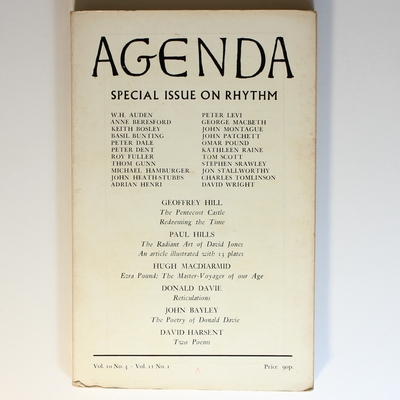 AGENDA
SPECIAL ISSUE ON RHYTHM
W.H. AUDEN
ANNE BERESFORD
KEITH BOSLEY
BASIL BUNTING
PETER DALE
PETER DENT
ROY FULLER
THOM GUNN
MICHAEL HAMBURGER
JOHN HEATH-STUBBS
ADRIAN HENRI
PETER LEVI
GEORGE MACBETH
JOHN MONTAGUE
JOHN PATCHETT
OMAR POUND
KATHLEEN RAINE
TOM SCOTT
STEPHEN SRAWLEY
JON STALLWORTHY
CHARLES TOMLINSON
DAVID WRIGHT
GEOFFREY HILL
The Pentecost Castle
Redeeming the Time
PAUL HILLS
The Radiant Art of David Jones
An article illustrated with 13 plates
HUGH MACDIARMID
Ezra Pound: The Master-Voyager of our Age
DONALD DAVIE
Reticulations
JOHN BAYLEY
The Poetry of Donald Davie
DAVID HARSENT
Two Poems
Vol. 10 No. 4 - Vol. 11 No. 1
Price 90p.